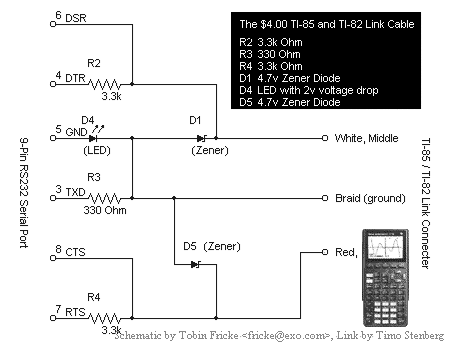 The $4.00 TI-85 and TI-82 Link Cable
R2 3.3k Ohm
R3 330 Ohm
R4 3.3k Ohm
D1 4.7v Zener Diode
D4 LED with 2v voltage drop
D5 4.7v Zener Diode
6 DSR
R2
4 DTR
3.3k
5 GND
D4
(LED)
D1
(Zener)
White, Middle
R3
3 TXD
330 Ohm
Braid (ground)
D5 (Zener)
8 CTS
Red,
R4
7 RTS
3.3k
9-Pin RS232 Serial Port
TI-85 / TI-82 Link Connecter
Schematic by Tobin Fricke <fricke@exo.com>, Link by Timo Stenberg